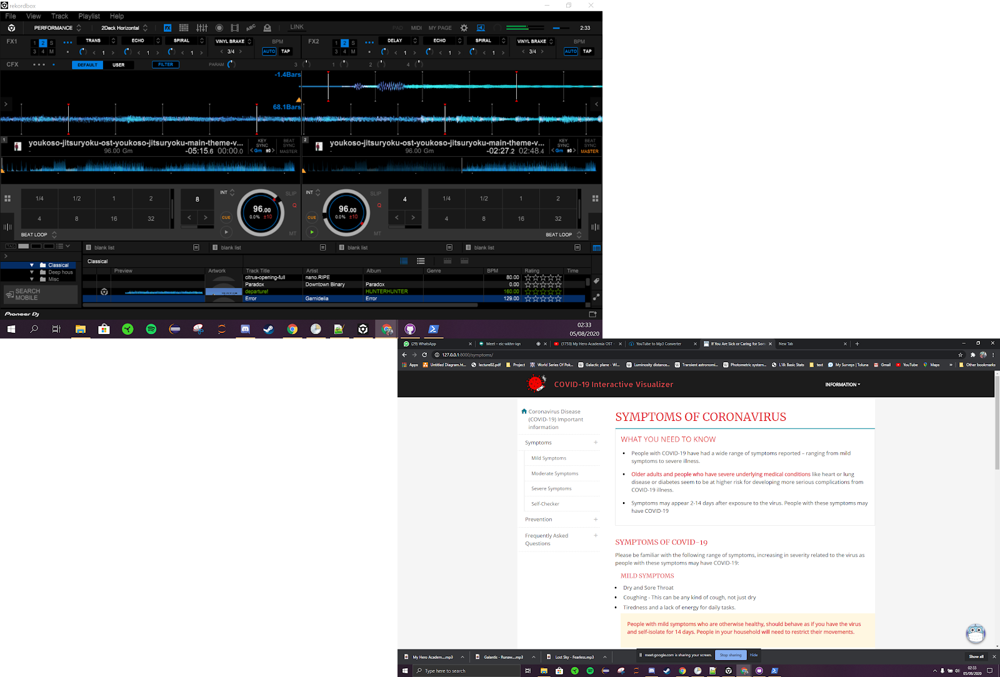 rekordbox
File View Track Playlist Help
PERFORMANCE 2Deck Horizontal FX ABC LINK PAD MIDI MY PAGE 2:33
FX1 1 2 S TRANS ECHO SPIRAL VINYL BRAKE BPM FX2 1 2 S DELAY ECHO SPIRAL VINYL BRAKE BPM
3 4 M 1 1 1 3/4 AUTO TAP 3 4 M 1 1 1 3/4 AUTO TAP
CFX DEFAULT USER FILTER PARAM 3 1 2 4
-1.4Bars
68.1Bars
1 youkoso-jitsuryoku-ost-youkoso-jitsuryoku-main-theme-v... KEY SYNC BEAT SYNC
- 96.00 Gm -05:15.6 00:00.0 Gm ±0 MASTER
2 youkoso-jitsuryoku-ost-youkoso-jitsuryoku-main-theme-v... KEY SYNC BEAT SYNC
- 96.00 Gm -02:27.2 02:48.4 Gm ±0 MASTER
1/4 1/2 1 2 8 INT SLIP INT SLIP 4 1/4 1/2 1 2
96.00 Q 96.00 Q
4 8 16 32 CUE 0.0% ±10 CUE 0.0% ±10 4 8 16 32
BEAT LOOP MT MT BEAT LOOP
TAG blank list blank list blank list blank list
Classical
Classical
Deep hous
Misc
SEARCH
MOBILE
Preview Artwork Track Title Artist Album Genre BPM Rating Time
citrus-opening-full nano.RIPE 80.00
Paradox Downtown Binary Paradox 0.00
departure! HUNTERHUNTER 160.00
Error Garnidelia Error 129.00
Pioneer Dj
02:33
05/08/2020
(29) WhatsApp Meet – eic-wkhn-iqn (1753) My Hero Academia OST - YouTube to Mp3 Converter If You Are Sick or Caring for Som New Tab
127.0.0.1:8000/symptoms/
Apps Untitled Diagram.ht... lecture02.pdf Project World Series Of Pok... Galactic plane - Wi... Luminosity distance... Transient astronomi... Photometric system... L18: Basic Stats text My Surveys | Toluna Gmail YouTube Maps » Other bookmarks
COVID-19 Interactive Visualizer INFORMATION
Coronavirus Disease
(COVID-19) Important
information
Symptoms +
Mild Symptoms
Moderate Symptoms
Severe Symptoms
Self-Checker
Prevention +
Frequently Asked +
Questions
SYMPTOMS OF CORONAVIRUS
WHAT YOU NEED TO KNOW
• People with COVID-19 have had a wide range of symptoms reported – ranging from mild
symptoms to severe illness.
• Older adults and people who have severe underlying medical conditions like heart or lung
disease or diabetes seem to be at higher risk for developing more serious complications from
COVID-19 illness.
• Symptoms may appear 2-14 days after exposure to the virus. People with these symptoms may
have COVID-19
SYMPTOMS OF COVID-19
Please be familiar with the following range of symptoms, increasing in severity related to the virus as
people with these symptoms may have COVID-19:
MILD SYMPTOMS
• Dry and Sore Throat
• Coughing - This can be any kind of cough, not just dry
• Tiredness and a lack of energy for daily tasks.
People with mild symptoms who are otherwise healthy, should behave as if you have the virus
and self-isolate for 14 days. People in your household will need to restrict their movements.
My Hero Academ....mp3 Galantis - Runaw....mp3 Lost Sky - Fearless.mp3 meet.google.com is sharing your screen. Stop sharing Hide Show all
Type here to search
02:33
05/08/2020